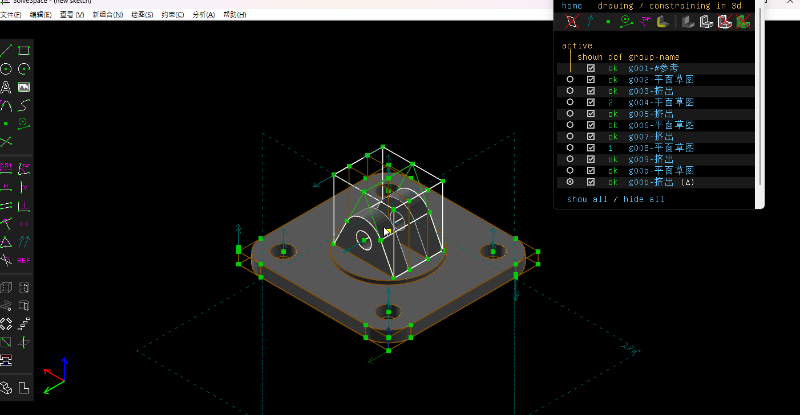 SolveSpace - (new sketch)
文件(F) 编辑(E) 查看 (V) 新组合(N) 绘图(S) 约束(C) 分析(A) 帮助(H)
home drawing / constraining in 3d
active
shown dof group-name
ok g001-#参考
ok g002-平面草图
ok g003-挤出
2 g004-平面草图
ok g005-挤出
ok g006-平面草图
ok g007-挤出
1 g008-平面草图
ok g009-挤出
ok g00a-平面草图
ok g00b-挤出 (Δ)
show all / hide all
REF